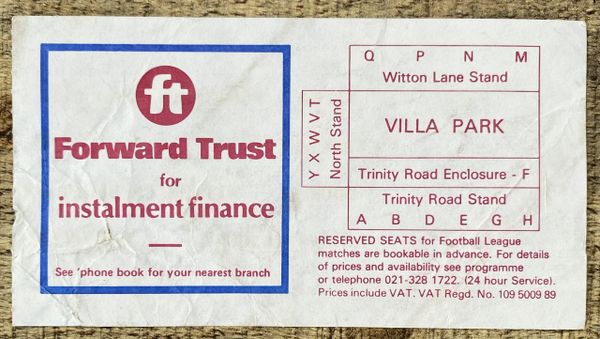 ft
Forward Trust
for
instalment finance
See 'phone book for your nearest branch
Q P N M
Witton Lane Stand
Y X W V T
North Stand
VILLA PARK
Trinity Road Enclosure - F
Trinity Road Stand
A B D E G H
RESERVED SEATS for Football League
matches are bookable in advance. For details
of prices and availability see programme
or telephone 021-328 1722. (24 hour Service).
Prices include VAT. VAT Regd. No. 109 5009 89